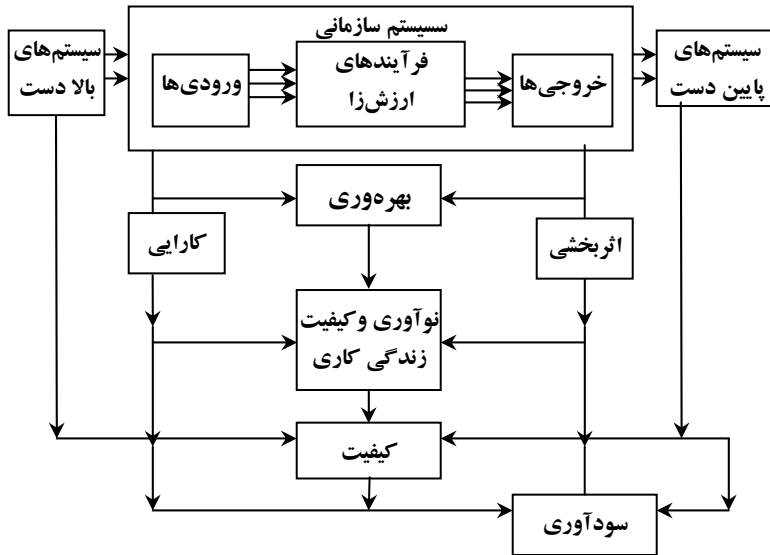 سسیستم سازمانی
سیستم‌های
بالا دست
ورودی‌ها
فرآیندهای
ارزش‌زا
خروجی‌ها
سیستم‌های
پایین دست
بهره‌وری
کارایی
اثربخشی
نوآوری و کیفیت
زندگی کاری
کیفیت
سودآوری